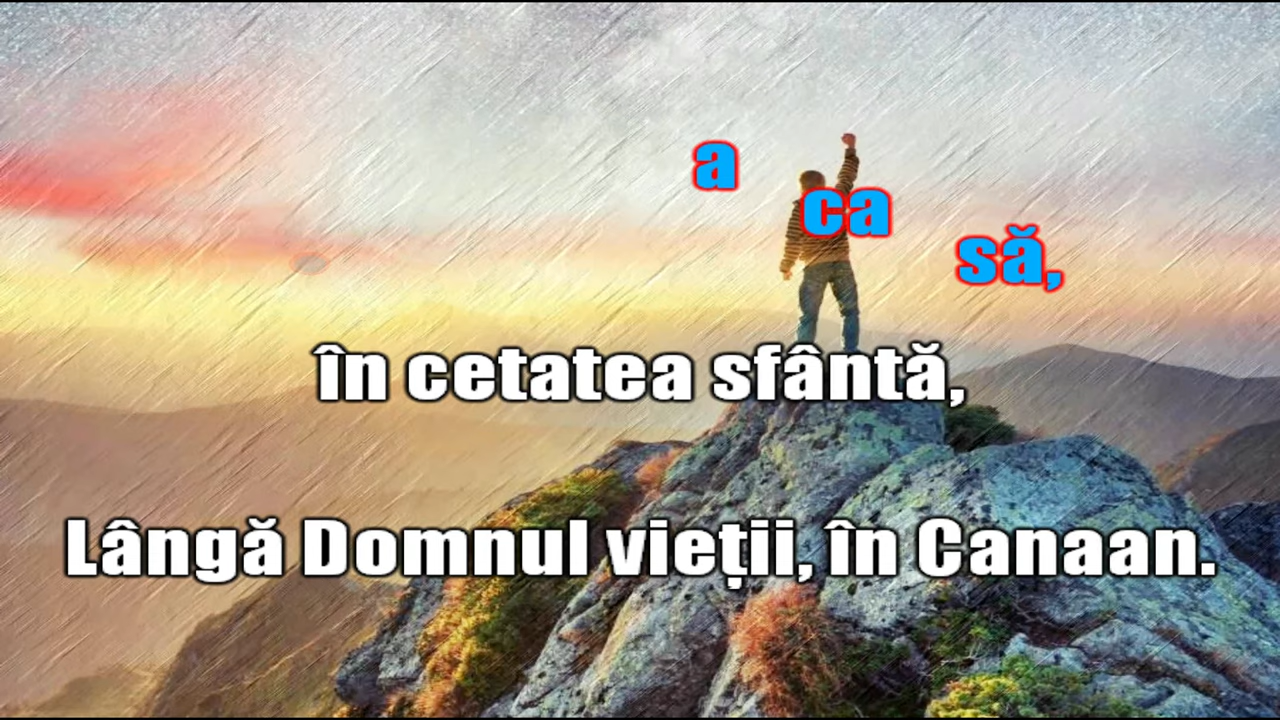 a
ca
să,
în cetatea sfântă,
Lângă Domnul vieții, în Canaan.